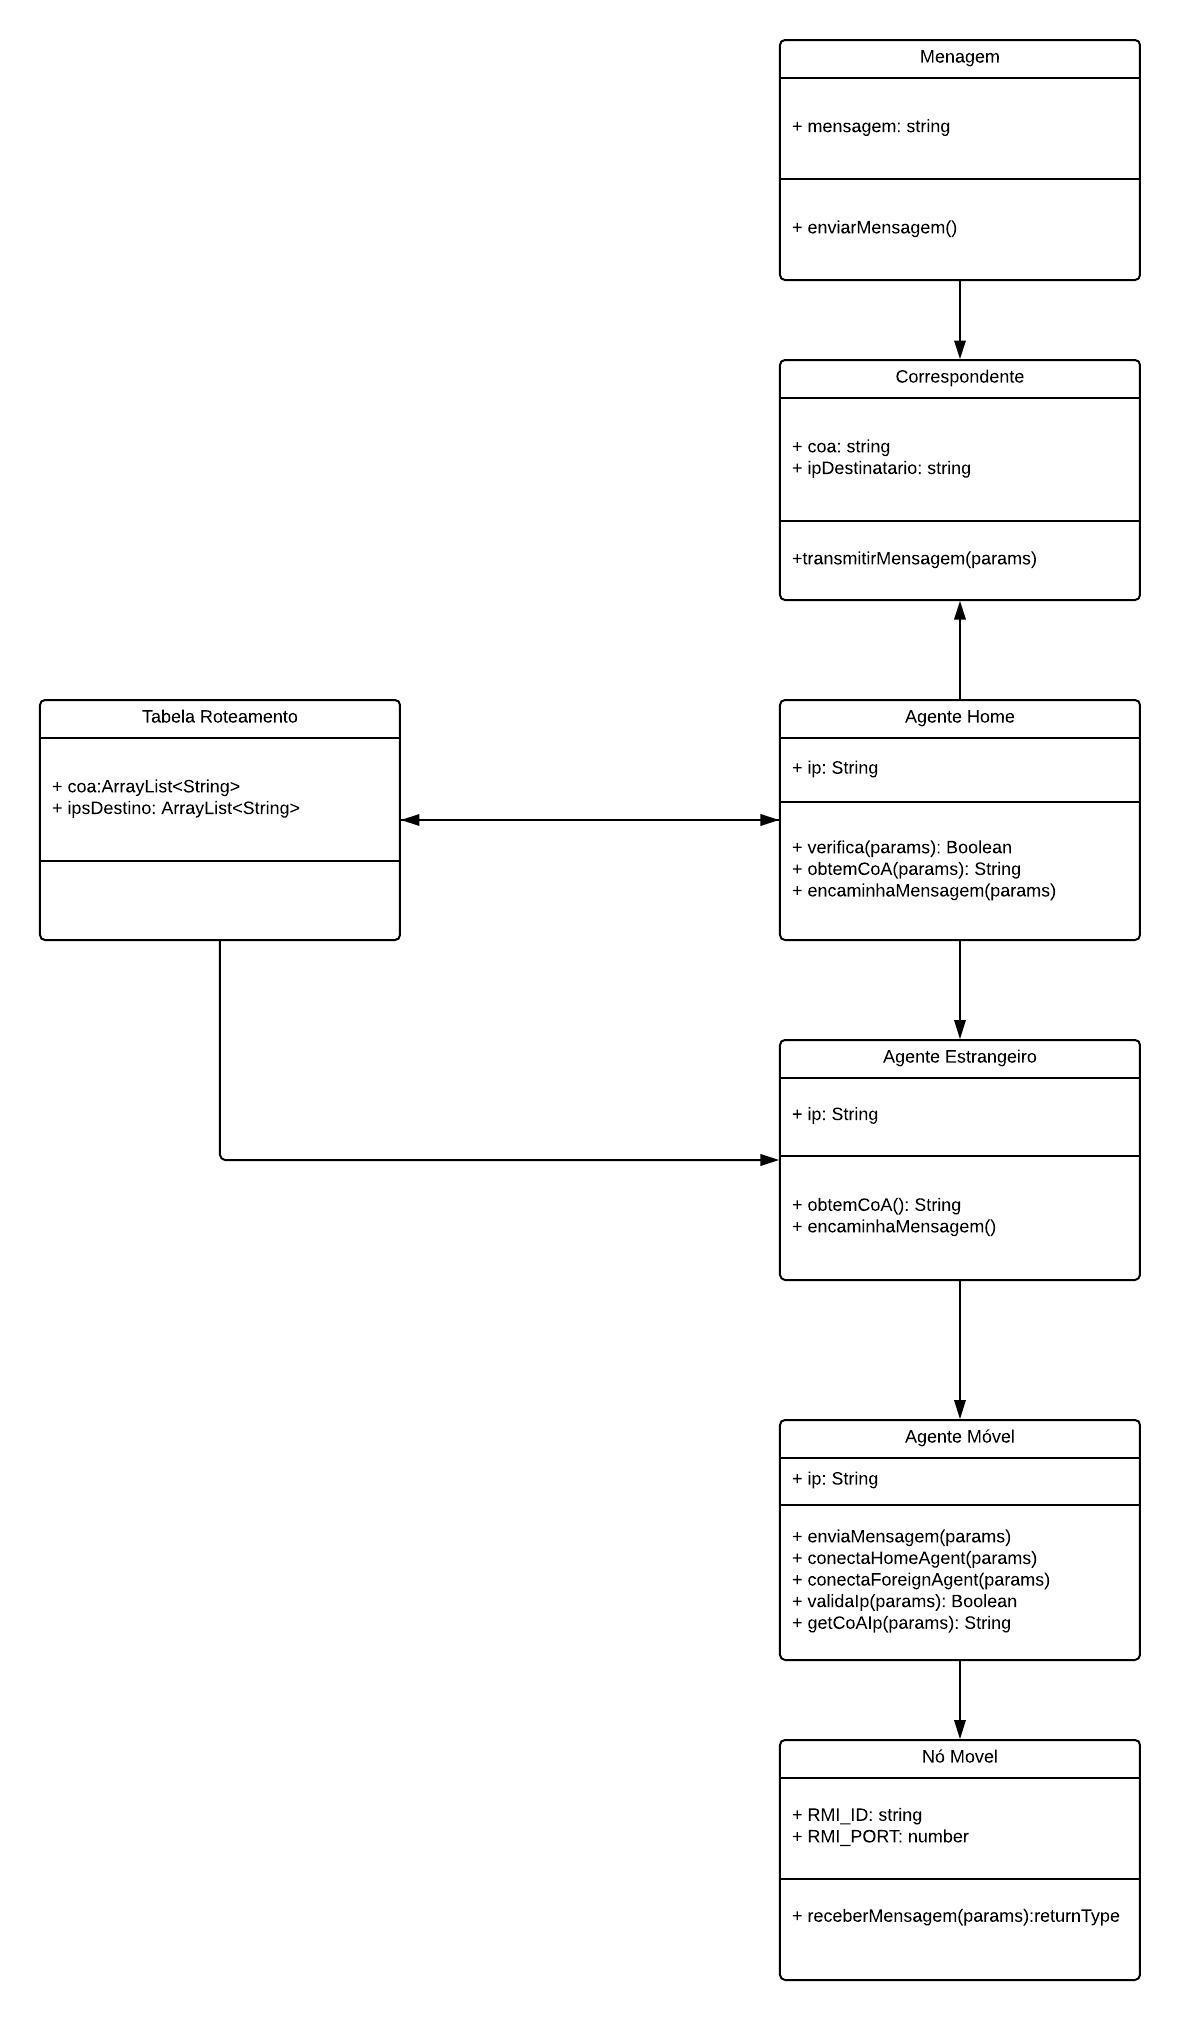 Menagem
+ mensagem: string
+ enviarMensagem()
Correspondente
+ coa: string
+ ipDestinatario: string
+transmitirMensagem(params)
Tabela Roteamento
+ coa:ArrayList<String>
+ ipsDestino: ArrayList<String>
Agente Home
+ ip: String
+ verifica(params): Boolean
+ obtemCoA(params): String
+ encaminhaMensagem(params)
Agente Estrangeiro
+ ip: String
+ obtemCoA(): String
+ encaminhaMensagem()
Agente Móvel
+ ip: String
+ enviaMensagem(params)
+ conectaHomeAgent(params)
+ conectaForeignAgent(params)
+ validaIp(params): Boolean
+ getCoAIp(params): String
Nó Movel
+ RMI_ID: string
+ RMI_PORT: number
+ receberMensagem(params):returnType